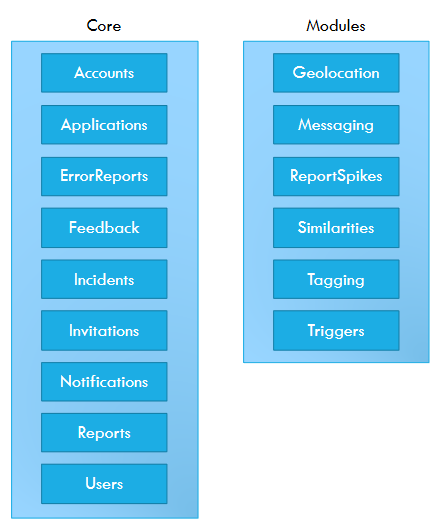 Core
Accounts
Applications
ErrorReports
Feedback
Incidents
Invitations
Notifications
Reports
Users
Modules
Geolocation
Messaging
ReportSpikes
Similarities
Tagging
Triggers